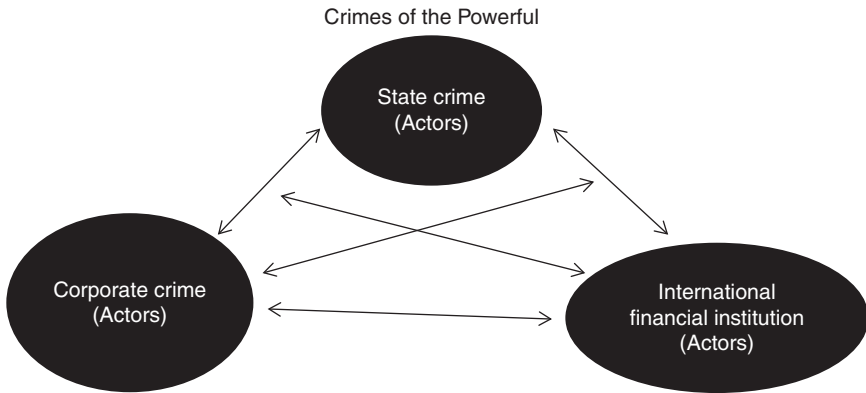 Crimes of the Powerful
State crime
(Actors)
Corporate crime
(Actors)
International
financial institution
(Actors)